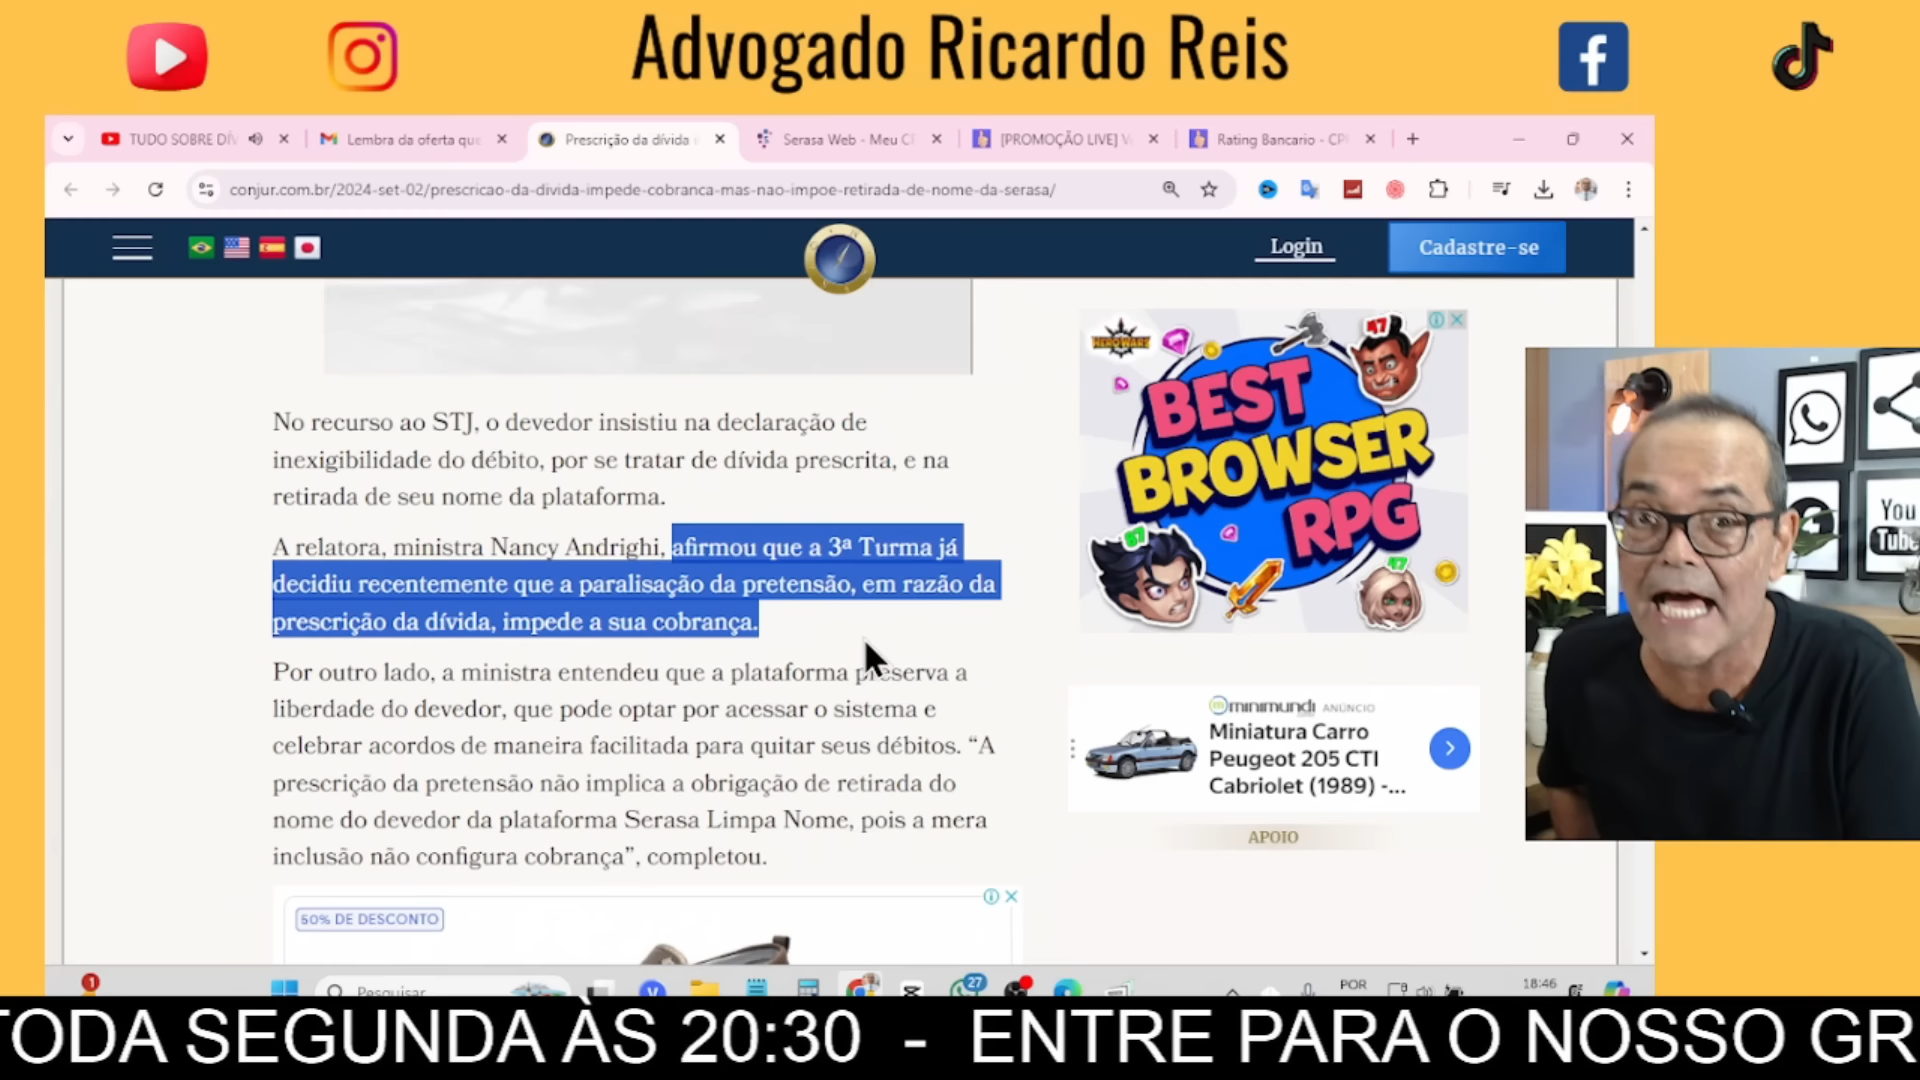 Advogado Ricardo Reis
TUDO SOBRE DÍV
Lembra da oferta que
Prescrição da dívida
Serasa Web - Meu C
[PROMOÇÃO LIVE] V
Rating Bancario - CP
conjur.com.br/2024-set-02/prescricao-da-divida-impede-cobranca-mas-nao-impoe-retirada-de-nome-da-serasa/
Login
Cadastre-se
No recurso ao STJ, o devedor insistiu na declaração de
inexigibilidade do débito, por se tratar de dívida prescrita, e na
retirada de seu nome da plataforma.
A relatora, ministra Nancy Andrighi, afirmou que a 3ª Turma já
decidiu recentemente que a paralisação da pretensão, em razão da
prescrição da dívida, impede a sua cobrança.
Por outro lado, a ministra entendeu que a plataforma preserva a
liberdade do devedor, que pode optar por acessar o sistema e
celebrar acordos de maneira facilitada para quitar seus débitos. “A
prescrição da pretensão não implica a obrigação de retirada do
nome do devedor da plataforma Serasa Limpa Nome, pois a mera
inclusão não configura cobrança”, completou.
50% DE DESCONTO
HERO WARS
47
BEST
BROWSER
RPG
87
47
minimundi ANÚNCIO
Miniatura Carro
Peugeot 205 CTI
Cabriolet (1989) -...
APOIO
You
Tube
1
Pesquisar
27
POR
18:46
TODA SEGUNDA ÀS 20:30 - ENTRE PARA O NOSSO GR